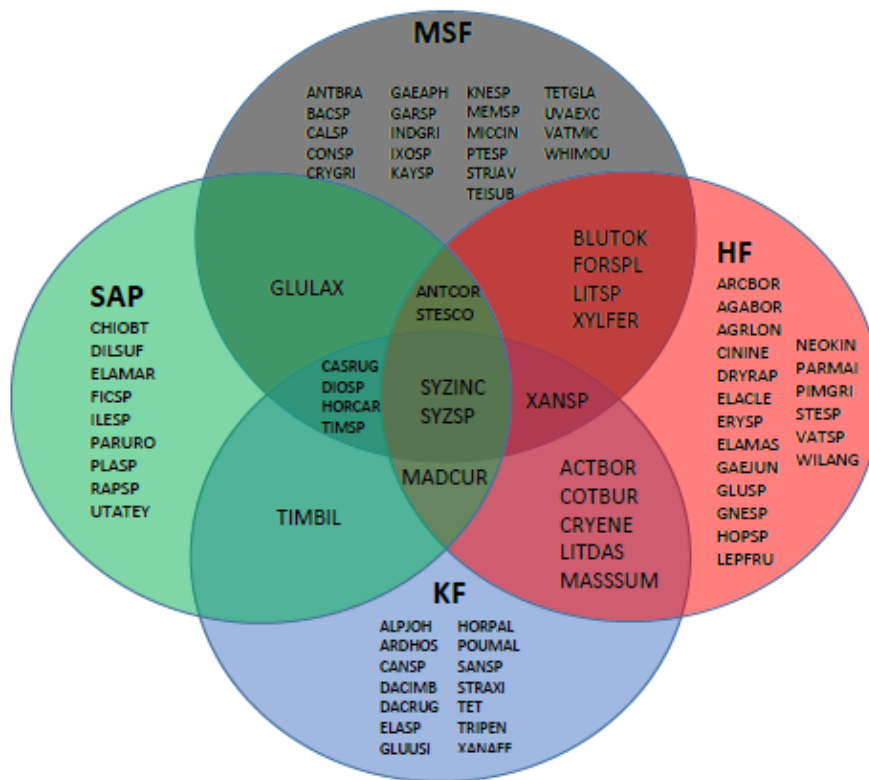 MSF
ANTBRA GAEAPH KNESP TETGLA
BACSP GARSP MEMSP UVAEXC
CALSP INDGRI MICCIN VATMIC
CONSP IXOSP PTESP WHIMOU
CRYGRI KAYSP STRJAV
TEISUB
BLUTOK
FORSPL
LITSP
XYLFER
GLULAX
ANTCOR
STESCO
SAP
CHIOBT
DILSUF
ELAMAR
FICSP
ILESP
PARURO
PLASP
RAPSP
UTATEY
HF
ARCBOR
AGABOR
AGRLON
CININE
DRYRAP
ELACLE
ERYSP
ELAMAS
GAEJUN
GLUSP
GNESP
HOPSP
LEPFRU
NEOKIN
PARMAI
PIMGRI
STESP
VATSP
WILANG
CASRUG
DIOSP
HORCAR
TIMSP
SYZINC
SYZSP
XANSP
MADCUR
ACTBOR
COTBUR
CRYENE
LITDAS
MASSSUM
TIMBIL
KF
ALPJOH HORPAL
ARDHOS POUMAL
CANSP SANSP
DACIMB STRAXI
DACRUG TET
ELASP TRIPEN
GLUUSI XANAFF